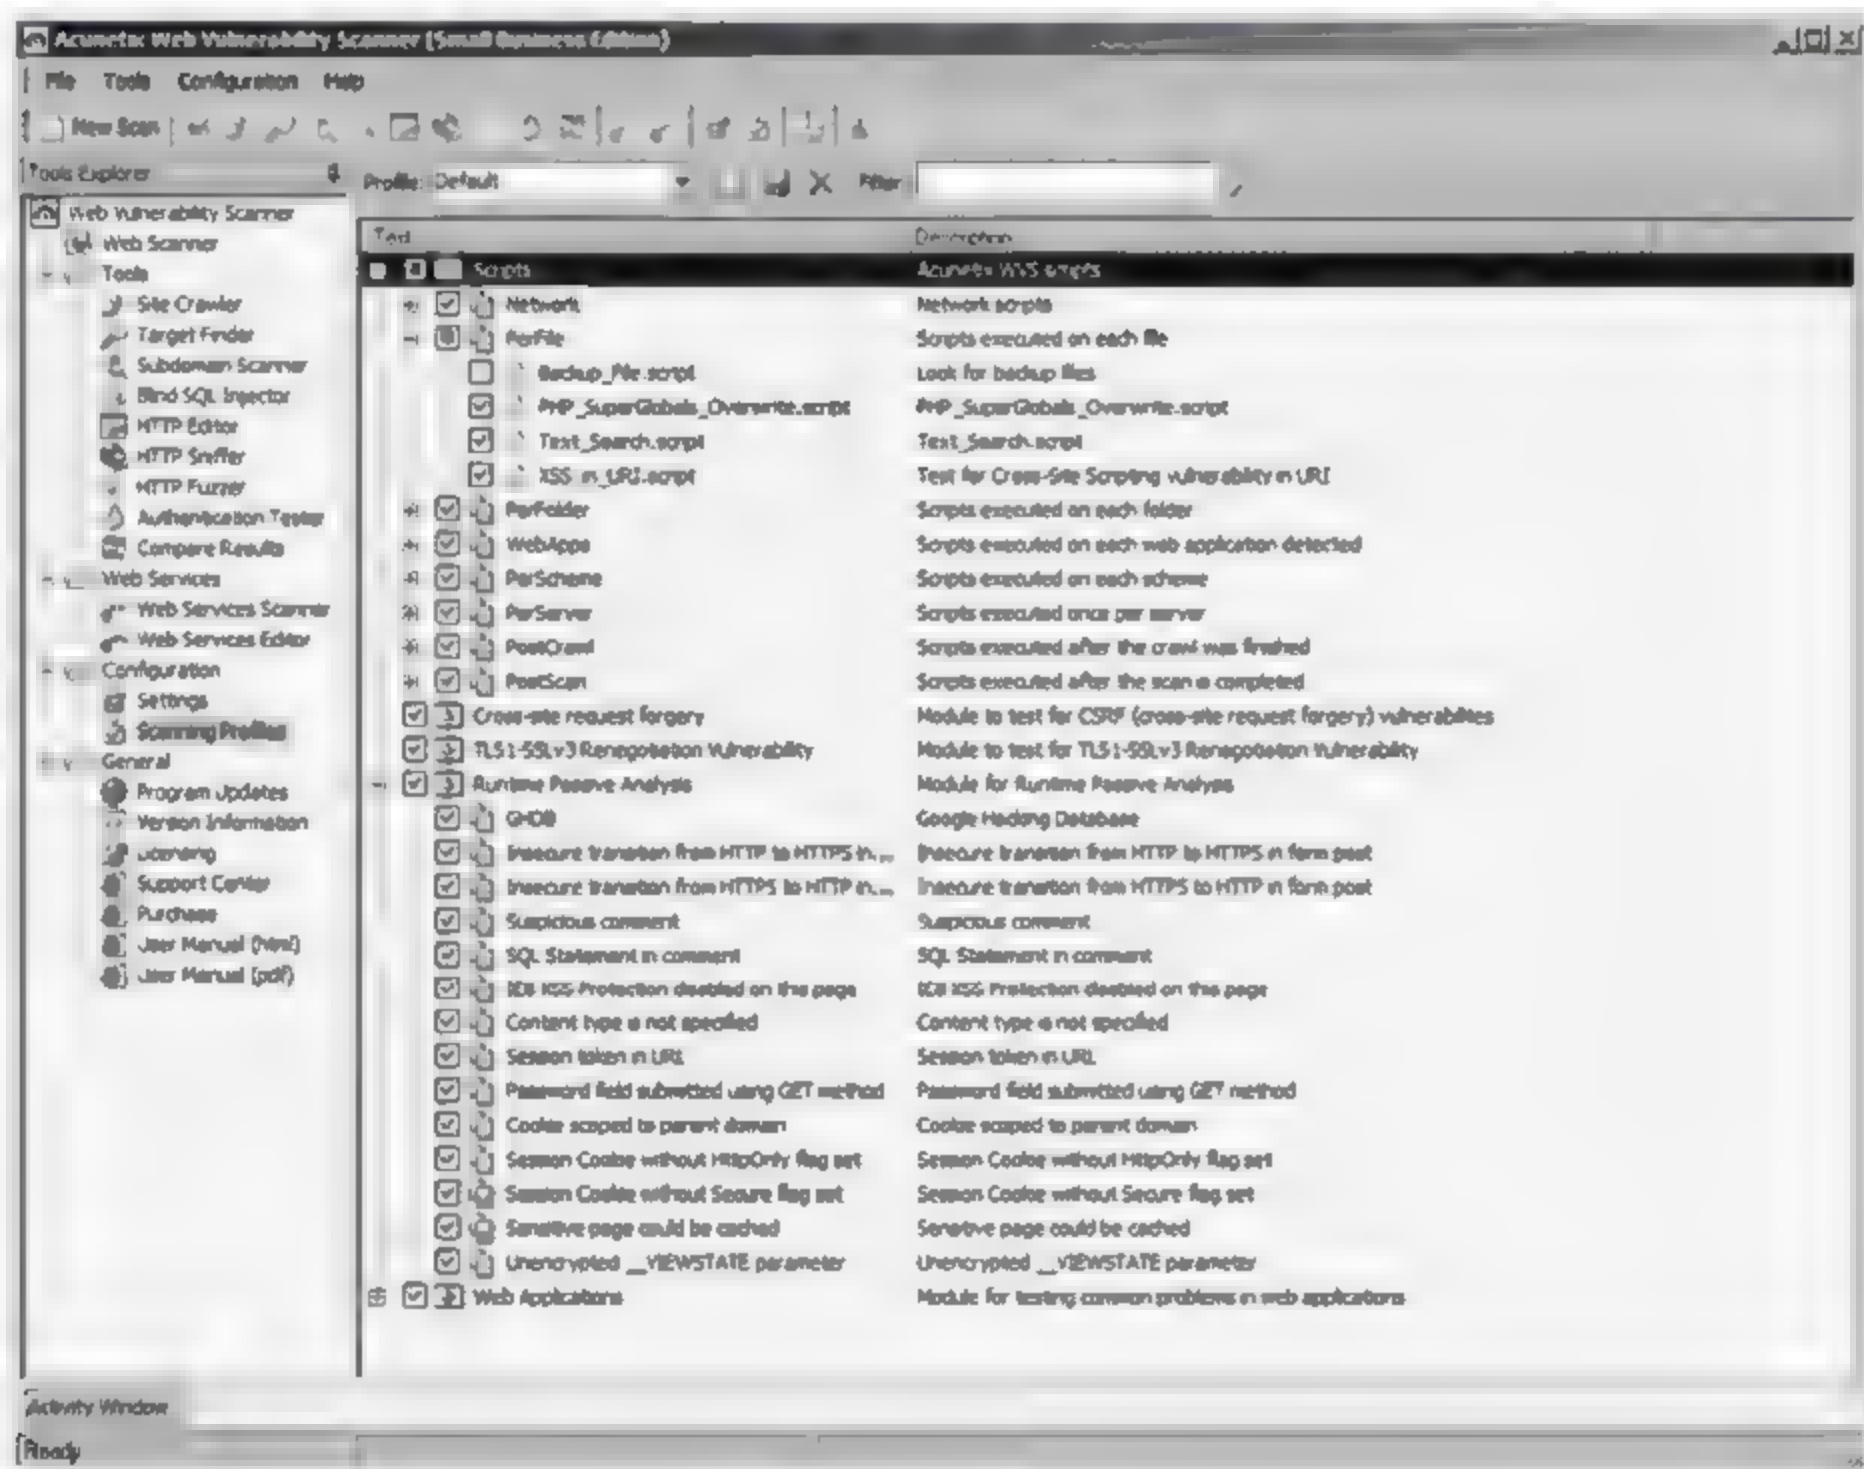 Acunetix Web Vulnerability Scanner (Small Business Edition)
File Tools Configuration Help
New Scan
Tools Explorer
Profile: Default Filter
Web Vulnerability Scanner
Web Scanner
Tools
Site Crawler
Target Finder
Subdomain Scanner
Blind SQL Injector
HTTP Editor
HTTP Sniffer
HTTP Fuzzer
Authentication Tester
Compare Results
Web Services
Web Services Scanner
Web Services Editor
Configuration
Settings
Scanning Profiles
General
Program Updates
Version Information
Licensing
Support Center
Purchase
User Manual (html)
User Manual (pdf)
Test Description
Scripts Acunetix WVS scripts
Network Network scripts
PerFile Scripts executed on each file
Backup_File.script Look for backup files
PHP_SuperGlobals_Overwrite.script PHP_SuperGlobals_Overwrite.script
Text_Search.script Text_Search.script
XSS_in_URI.script Test for Cross-Site Scripting vulnerability in URI
PerFolder Scripts executed on each folder
WebApps Scripts executed on each web application detected
PerScheme Scripts executed on each scheme
PerServer Scripts executed once per server
PostCrawl Scripts executed after the crawl was finished
PostScan Scripts executed after the scan is completed
Cross-site request forgery Module to test for CSRF (cross-site request forgery) vulnerabilites
TLS1-SSLv3 Renegotiation Vulnerability Module to test for TLS1-SSLv3 Renegotiation Vulnerability
Runtime Passive Analysis Module for Runtime Passive Analysis
GHDB Google Hacking Database
Insecure transition from HTTP to HTTPS in... Insecure transition from HTTP to HTTPS in form post
Insecure transition from HTTPS to HTTP in... Insecure transition from HTTPS to HTTP in form post
Suspicious comment Suspicious comment
SQL Statement in comment SQL Statement in comment
IE8 XSS Protection disabled on this page IE8 XSS Protection disabled on this page
Content type is not specified Content type is not specified
Session token in URL Session token in URL
Password field submitted using GET method Password field submitted using GET method
Cookie scoped to parent domain Cookie scoped to parent domain
Session Cookie without HttpOnly flag set Session Cookie without HttpOnly flag set
Session Cookie without Secure flag set Session Cookie without Secure flag set
Sensitive page could be cached Sensitive page could be cached
Unencrypted __VIEWSTATE parameter Unencrypted __VIEWSTATE parameter
Web Applications Module for testing common problems in web applications
Activity Window
Ready